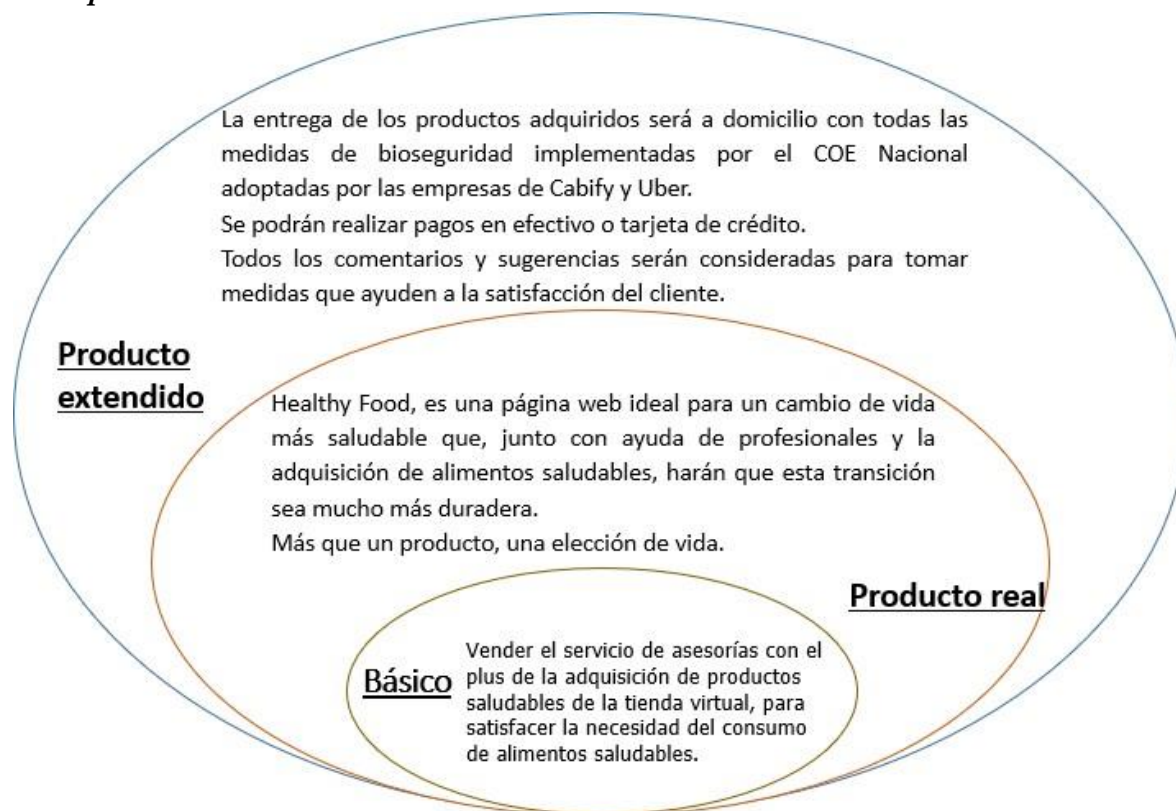 La entrega de los productos adquiridos será a domicilio con todas las
medidas de bioseguridad implementadas por el COE Nacional
adoptadas por las empresas de Cabify y Uber.
Se podrán realizar pagos en efectivo o tarjeta de crédito.
Todos los comentarios y sugerencias serán consideradas para tomar
medidas que ayuden a la satisfacción del cliente.
Producto
extendido
Healthy Food, es una página web ideal para un cambio de vida
más saludable que, junto con ayuda de profesionales y la
adquisición de alimentos saludables, harán que esta transición
sea mucho más duradera.
Más que un producto, una elección de vida.
Producto real
Básico
Vender el servicio de asesorías con el
plus de la adquisición de productos
saludables de la tienda virtual, para
satisfacer la necesidad del consumo
de alimentos saludables.